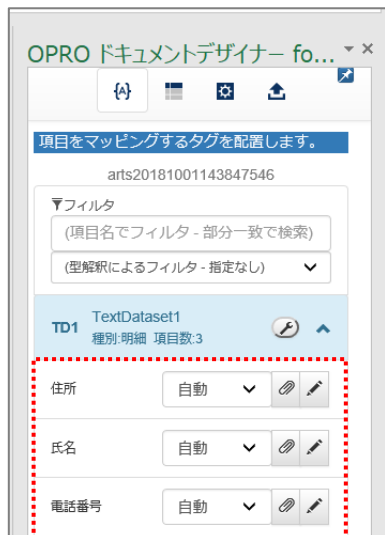 OPRO ドキュメントデザイナー fo...
{A}
項目をマッピングするタグを配置します。
arts20181001143847546
フィルタ
(項目名でフィルタ - 部分一致で検索)
(型解釈によるフィルタ - 指定なし)
TD1 TextDataset1
種別:明細 項目数:3
住所 自動
氏名 自動
電話番号 自動